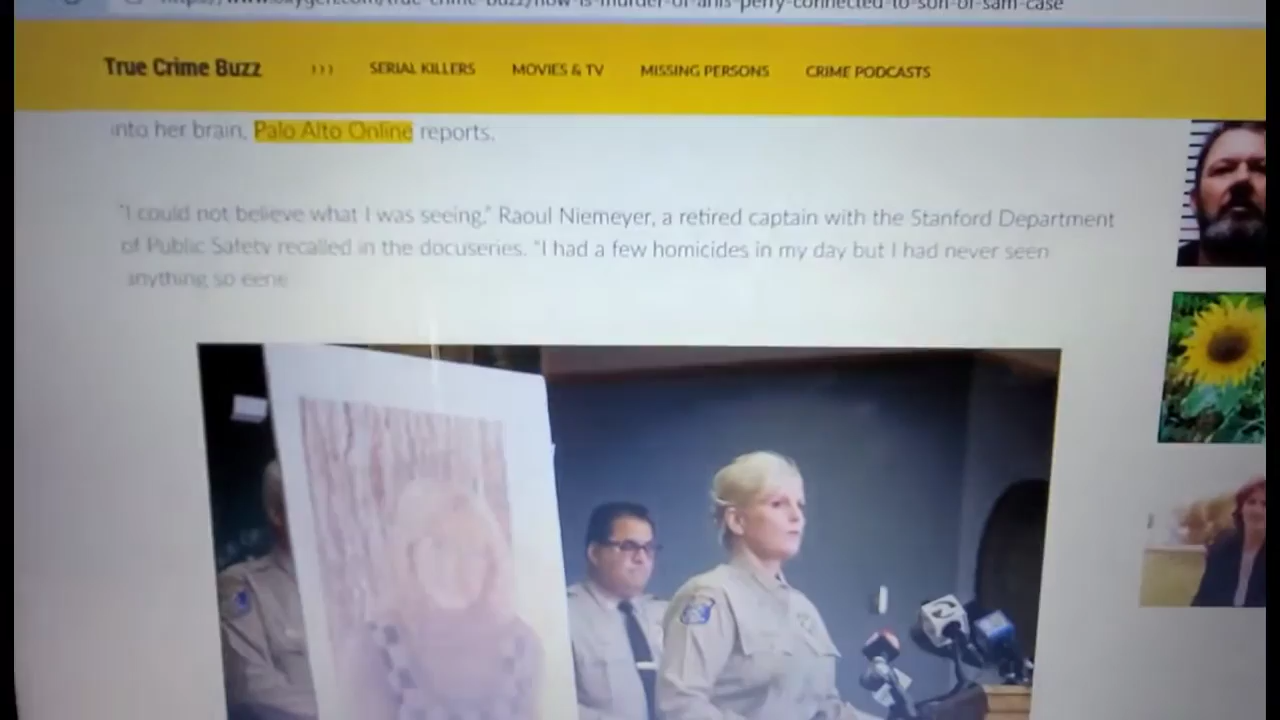 True Crime Buzz ››› SERIAL KILLERS MOVIES & TV MISSING PERSONS CRIME PODCASTS
into her brain, Palo Alto Online reports.
"I could not believe what I was seeing," Raoul Niemeyer, a retired captain with the Stanford Department
of Public Safety recalled in the docuseries. "I had a few homicides in my day but I had never seen
anything so eerie